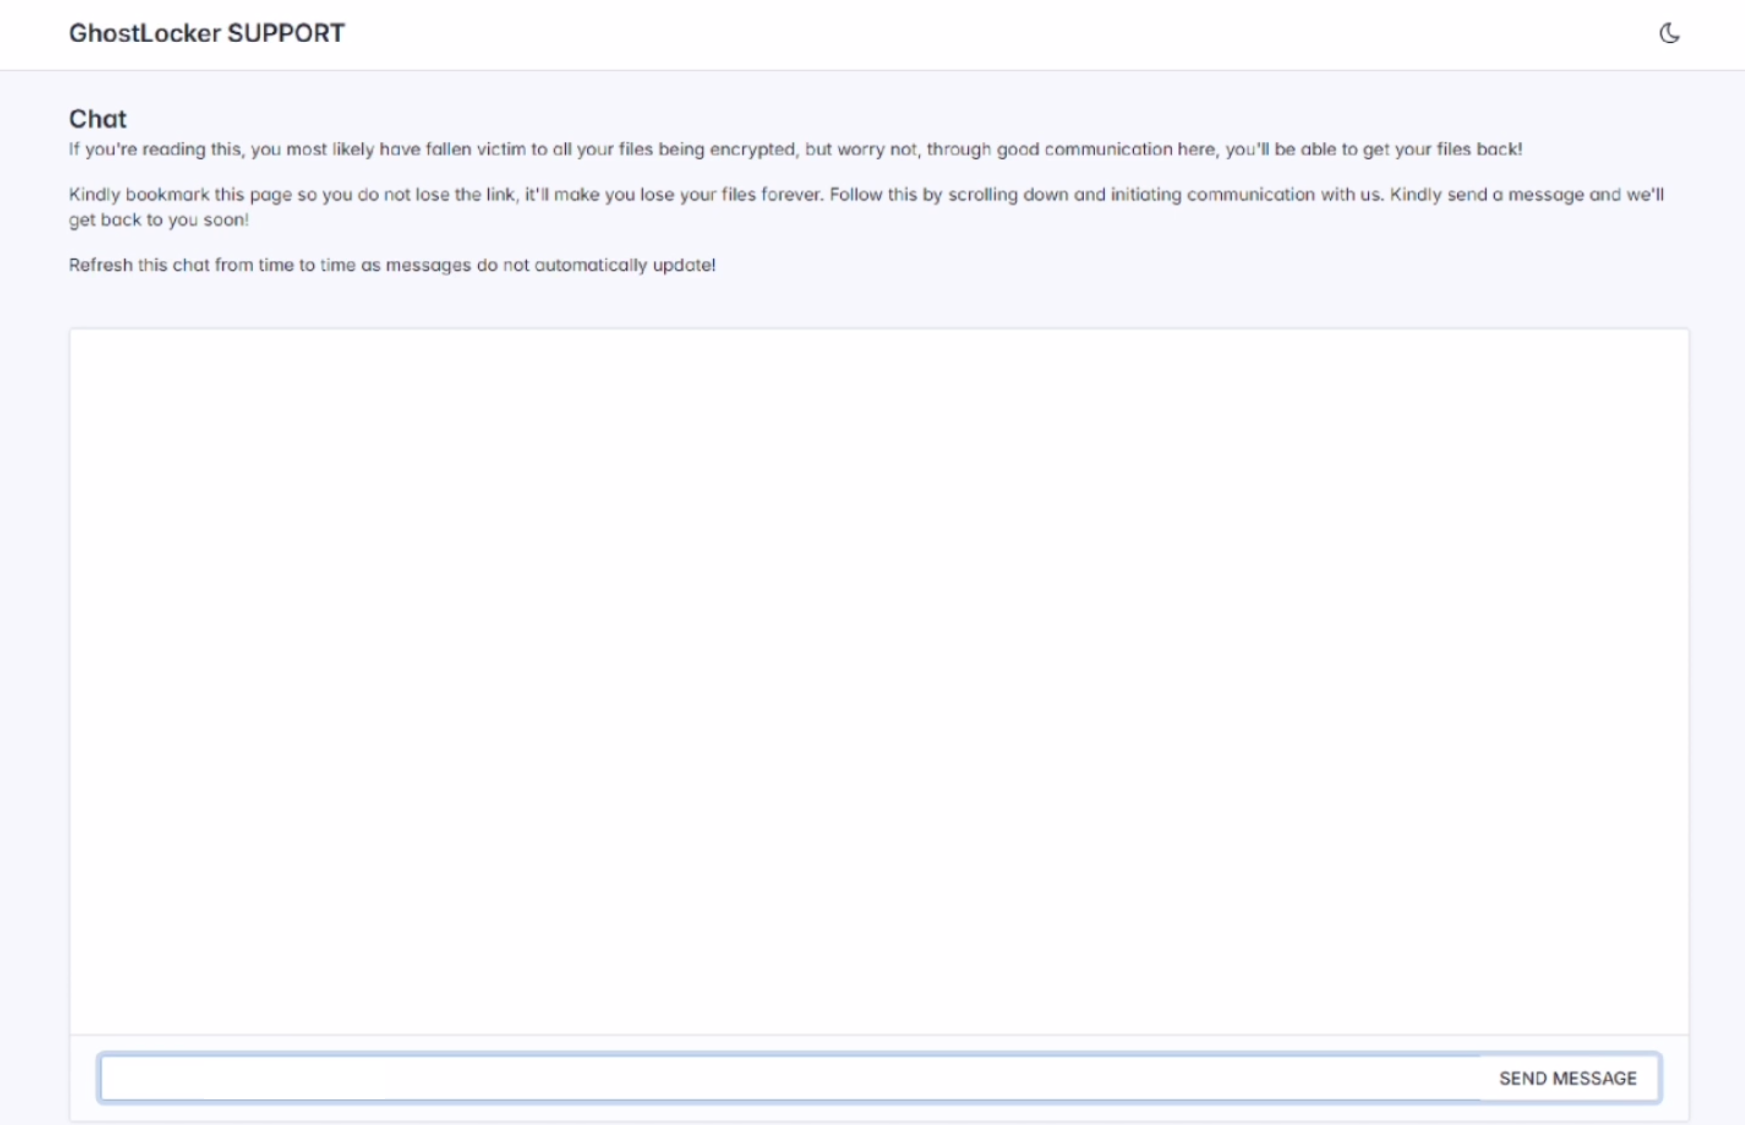 GhostLocker SUPPORT
Chat
If you're reading this, you most likely have fallen victim to all your files being encrypted, but worry not, through good communication here, you'll be able to get your files back!
Kindly bookmark this page so you do not lose the link, it'll make you lose your files forever. Follow this by scrolling down and initiating communication with us. Kindly send a message and we'll
get back to you soon!
Refresh this chat from time to time as messages do not automatically update!
SEND MESSAGE